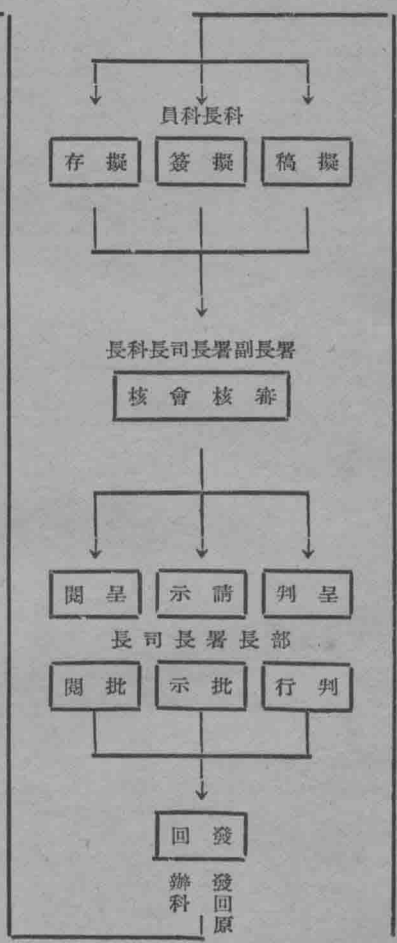 科長科員
擬稿 擬簽 擬存
署長副署長司長科長
審核會核
呈判 請示 呈閱
部長署長司長
判行 批示 批閱
發回
發回原
辦科